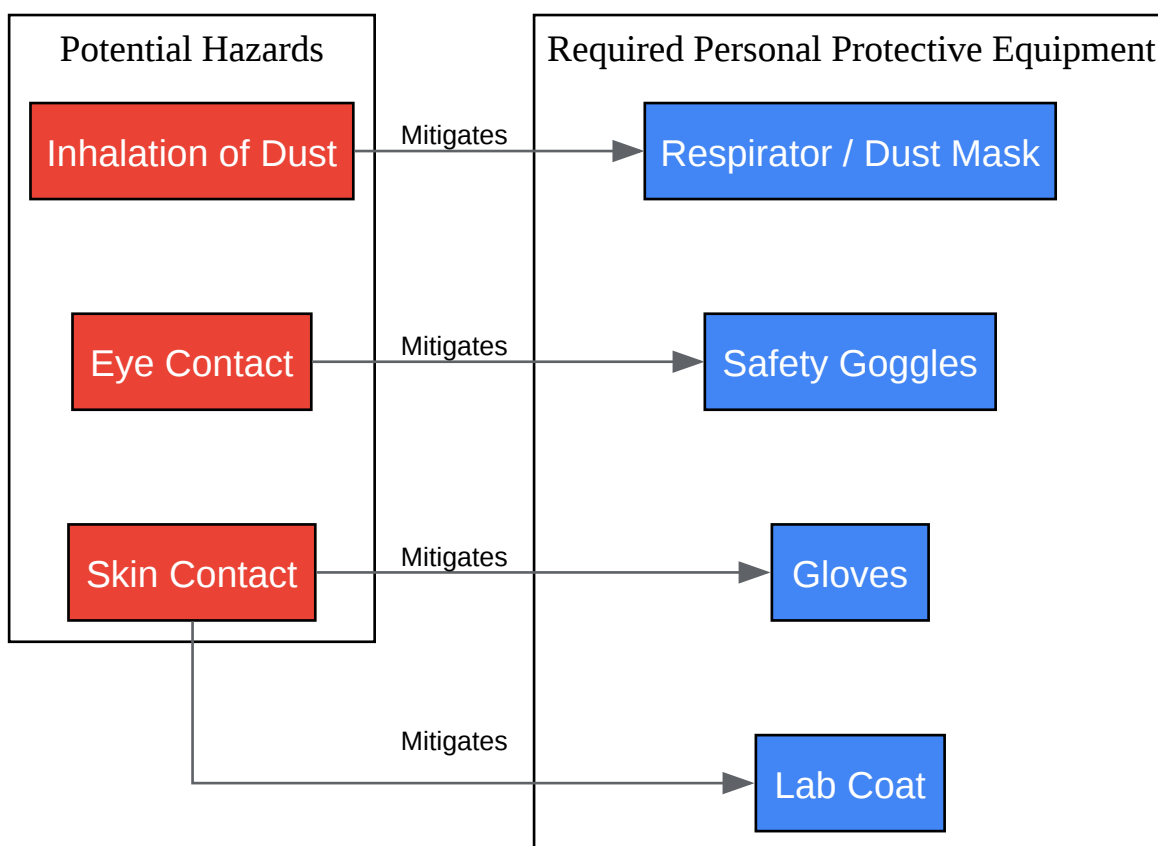 Potential Hazards
Required Personal Protective Equipment
Inhalation of Dust
Mitigates
Respirator / Dust Mask
Eye Contact
Mitigates
Safety Goggles
Skin Contact
Mitigates
Gloves
Mitigates
Lab Coat